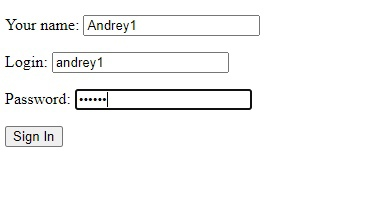 Your name: Andrey1
Login: andrey1
Password: ••••••
Sign In